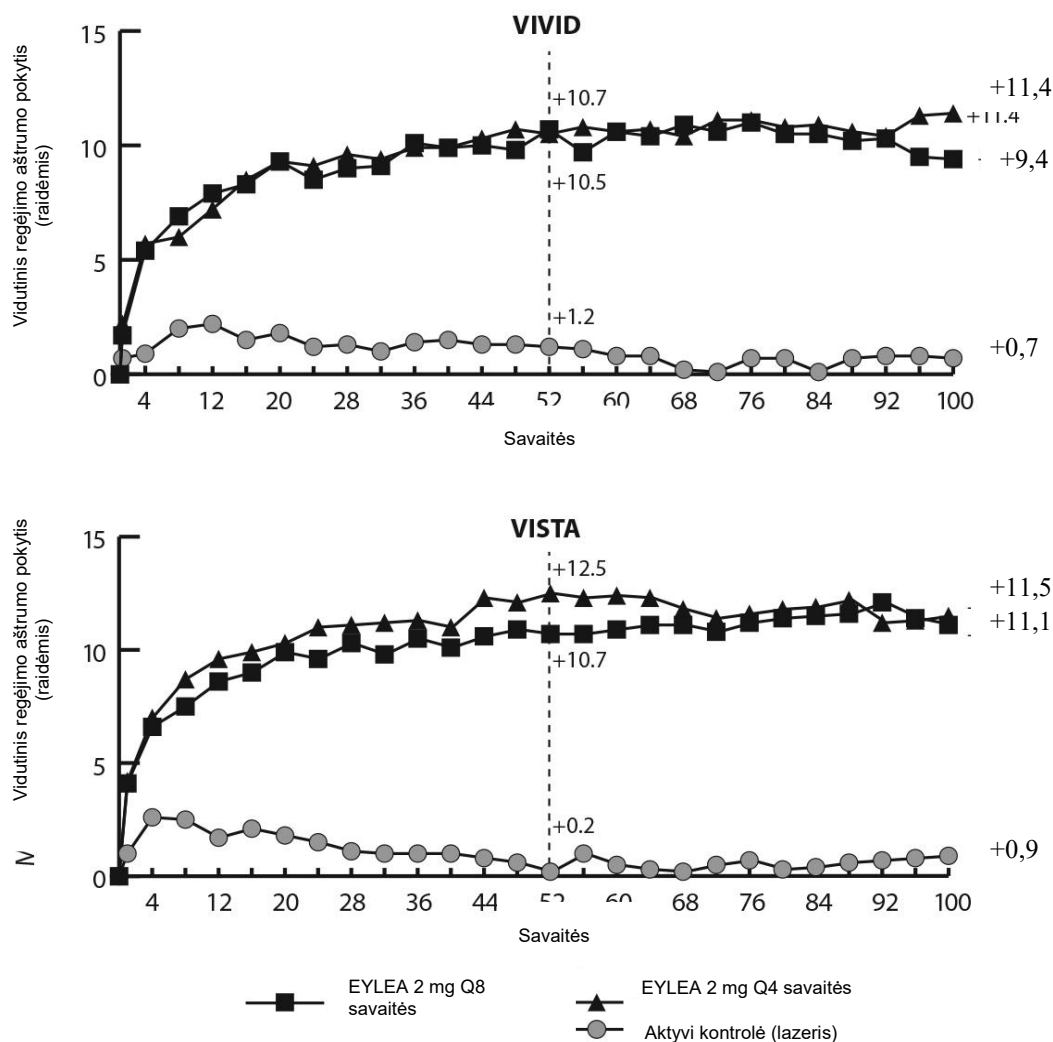 VIVID
Vidutinis regėjimo aštrumo pokytis
(raidėmis)
15
10
5
0
+10.7
+10.5
+1.2
+11,4
+11.4
+9,4
+0,7
4 12 20 28 36 44 52 60 68 76 84 92 100
Savaitės
VISTA
Vidutinis regėjimo aštrumo pokytis
(raidėmis)
15
10
5
0
+12.5
+10.7
+0.2
+11,5
+11,1
+0,9
4 12 20 28 36 44 52 60 68 76 84 92 100
Savaitės
EYLEA 2 mg Q8
savaitės
EYLEA 2 mg Q4 savaitės
Aktyvi kontrolė (lazeris)